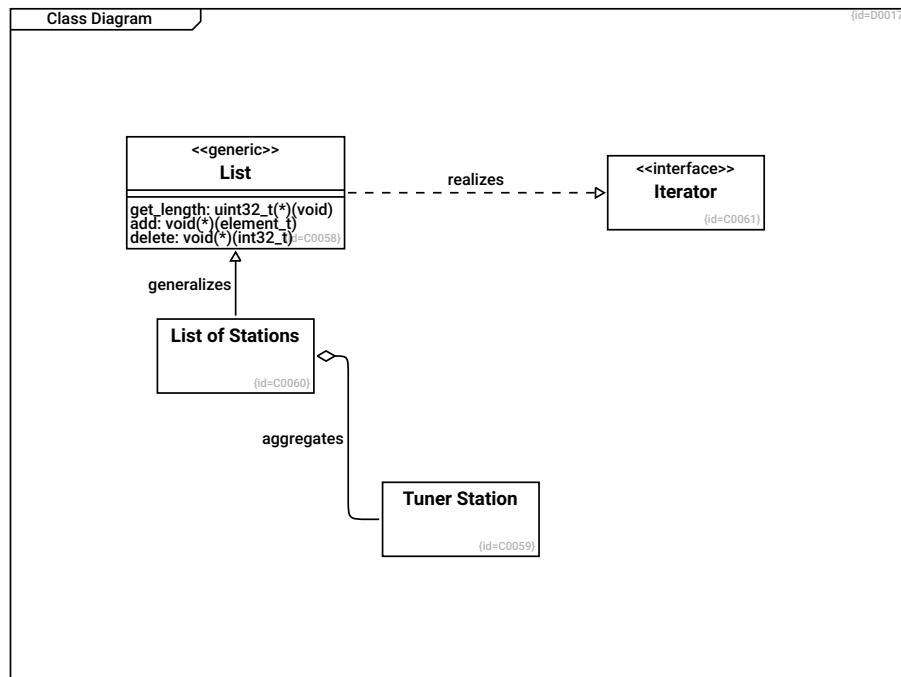 Class Diagram
{id=D0017
<<generic>>
List
get_length: uint32_t(*)(void)
add: void(*)(element_t)
delete: void(*)(int32_t)
{id=C0058}
realizes
<<interface>>
Iterator
{id=C0061}
generalizes
List of Stations
{id=C0060}
aggregates
Tuner Station
{id=C0059}